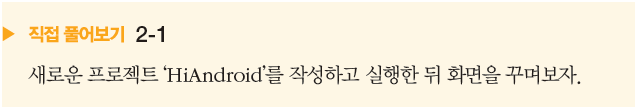 ▶ 직접 풀어보기 2-1
새로운 프로젝트 ‘HiAndroid’를 작성하고 실행한 뒤 화면을 꾸며보자.